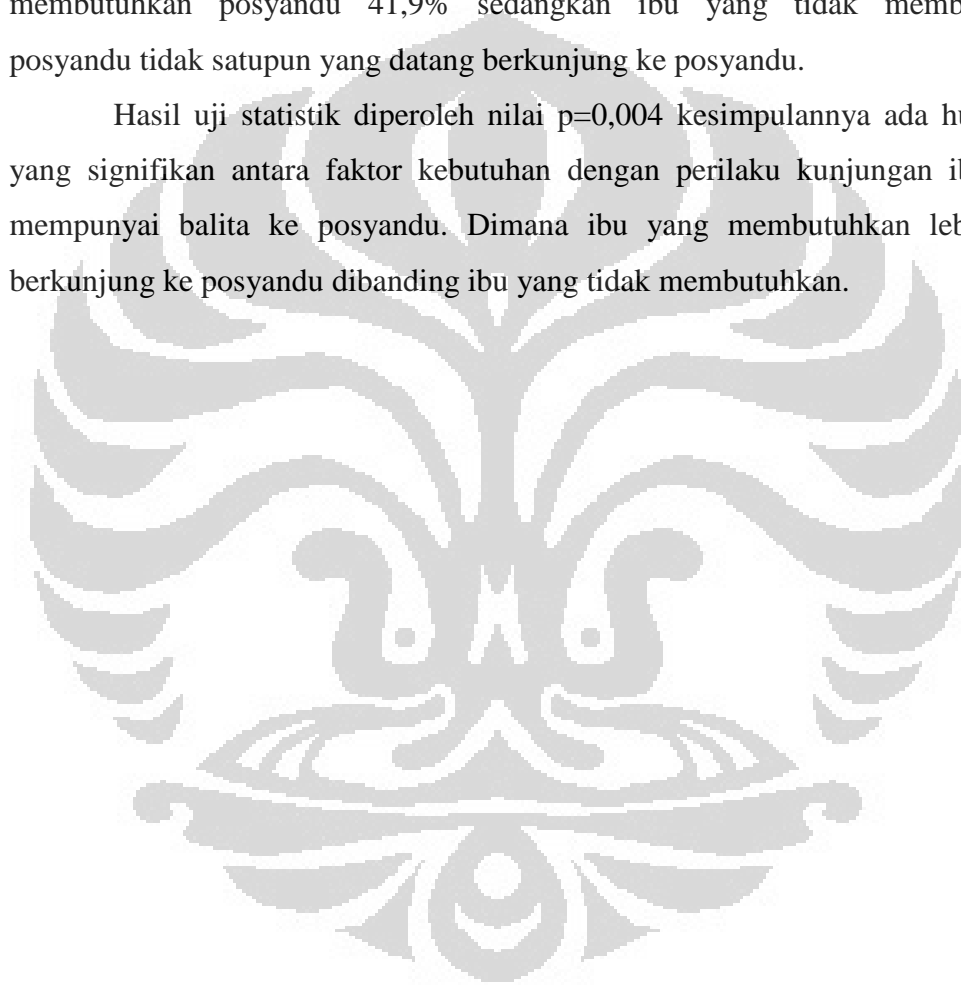 membutuhkan posyandu 41,9% sedangkan ibu yang tidak memb
posyandu tidak satupun yang datang berkunjung ke posyandu.
Hasil uji statistik diperoleh nilai p=0,004 kesimpulannya ada hu
yang signifikan antara faktor kebutuhan dengan perilaku kunjungan ib
mempunyai balita ke posyandu. Dimana ibu yang membutuhkan leb
berkunjung ke posyandu dibanding ibu yang tidak membutuhkan.